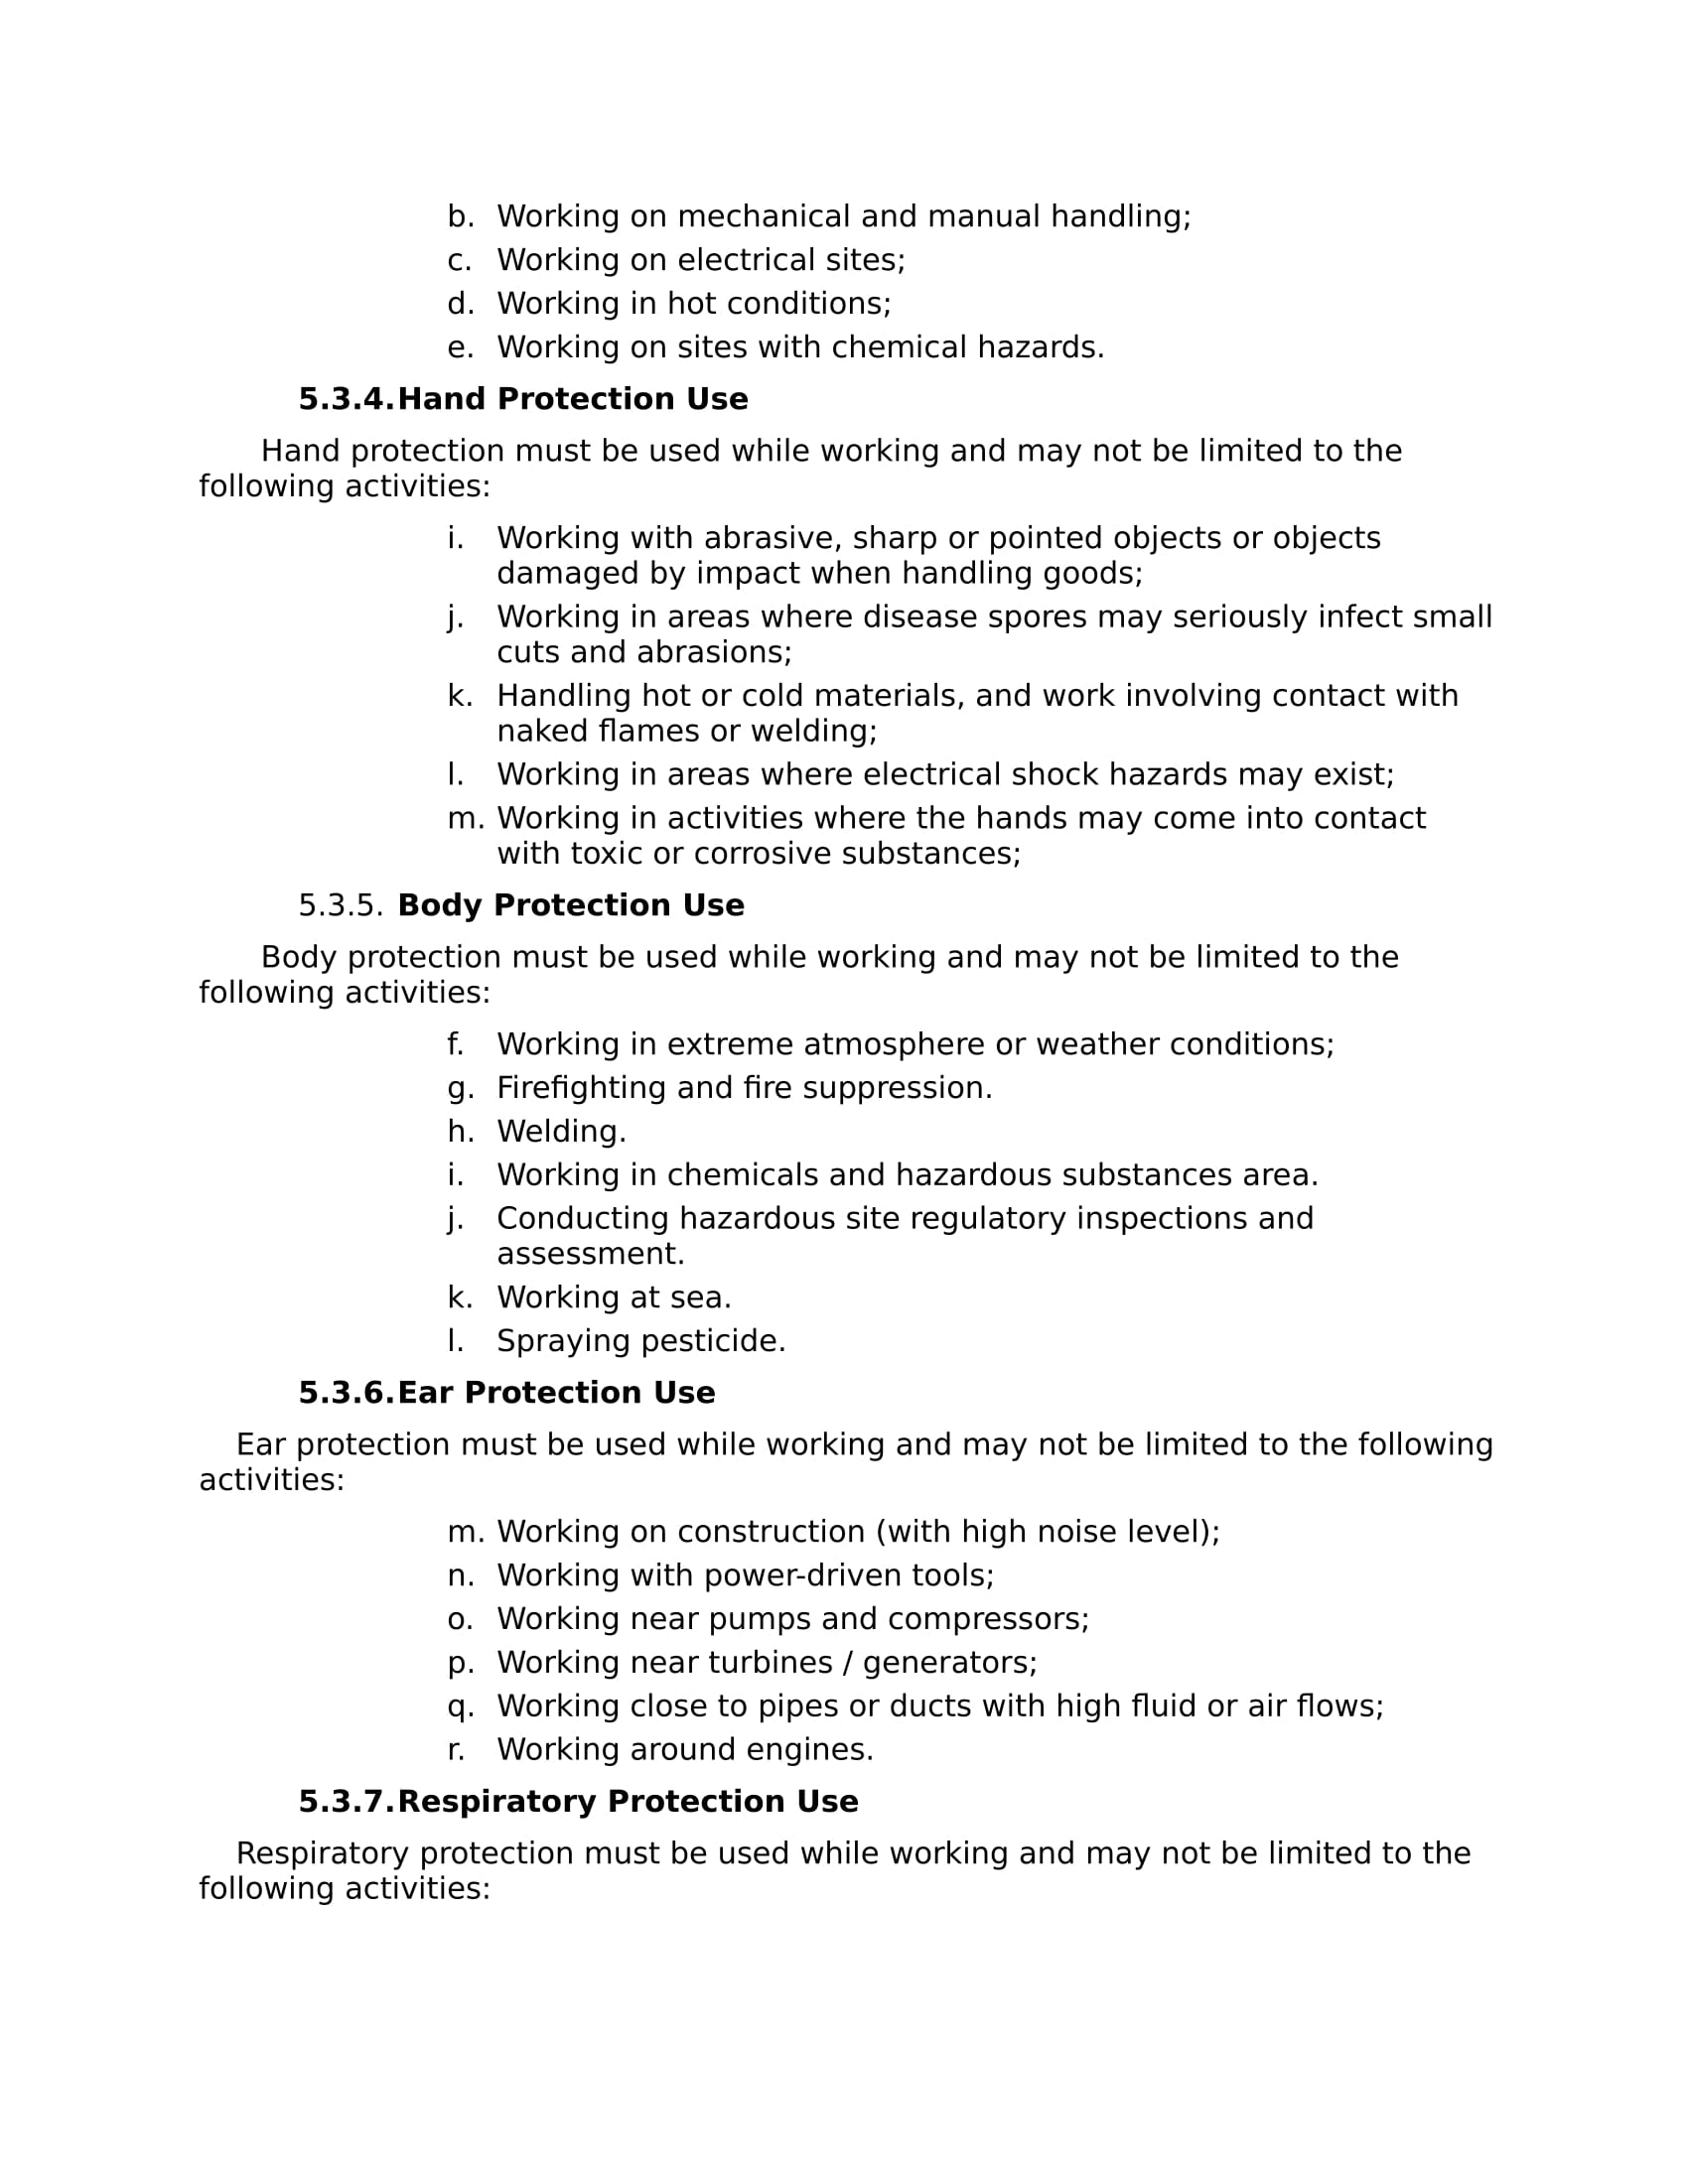 b. Working on mechanical and manual handling;
c. Working on electrical sites;
d. Working in hot conditions;
e. Working on sites with chemical hazards.
5.3.4. Hand Protection Use
Hand protection must be used while working and may not be limited to the
following activities:
i. Working with abrasive, sharp or pointed objects or objects
damaged by impact when handling goods;
j. Working in areas where disease spores may seriously infect small
cuts and abrasions;
k. Handling hot or cold materials, and work involving contact with
naked flames or welding;
l. Working in areas where electrical shock hazards may exist;
m. Working in activities where the hands may come into contact
with toxic or corrosive substances;
5.3.5. Body Protection Use
Body protection must be used while working and may not be limited to the
following activities:
f. Working in extreme atmosphere or weather conditions;
g. Firefighting and fire suppression.
h. Welding.
i. Working in chemicals and hazardous substances area.
j. Conducting hazardous site regulatory inspections and
assessment.
k. Working at sea.
l. Spraying pesticide.
5.3.6. Ear Protection Use
Ear protection must be used while working and may not be limited to the following
activities:
m. Working on construction (with high noise level);
n. Working with power-driven tools;
o. Working near pumps and compressors;
p. Working near turbines / generators;
q. Working close to pipes or ducts with high fluid or air flows;
r. Working around engines.
5.3.7. Respiratory Protection Use
Respiratory protection must be used while working and may not be limited to the
following activities: